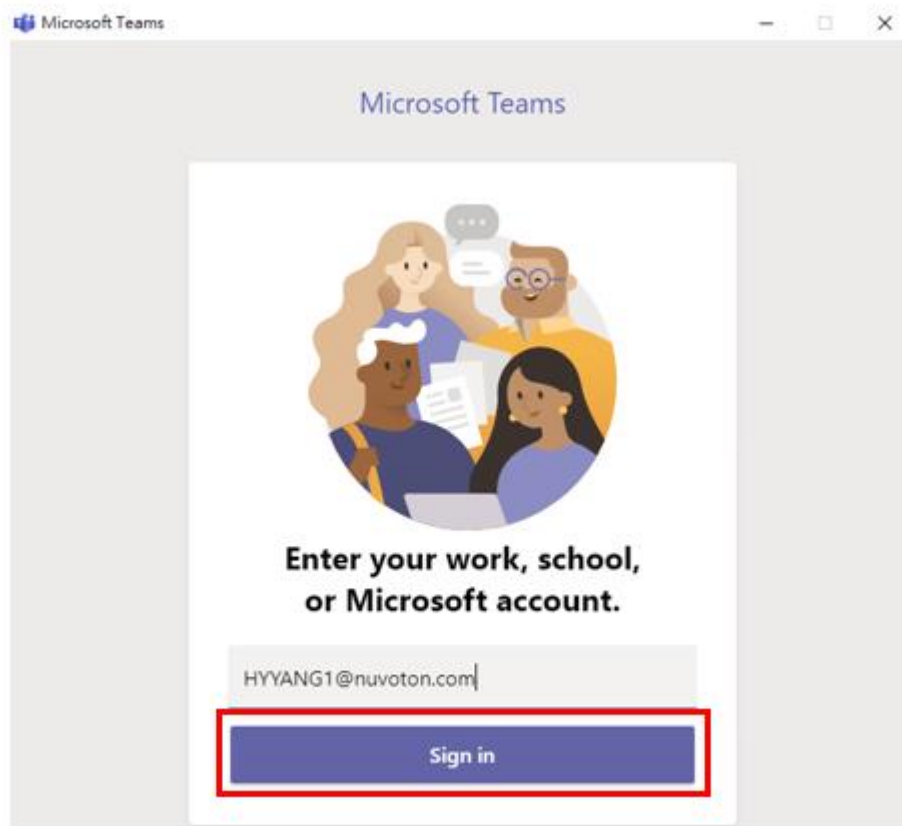 Microsoft Teams
Microsoft Teams
Enter your work, school,
or Microsoft account.
HYYANG1@nuvoton.com
Sign in